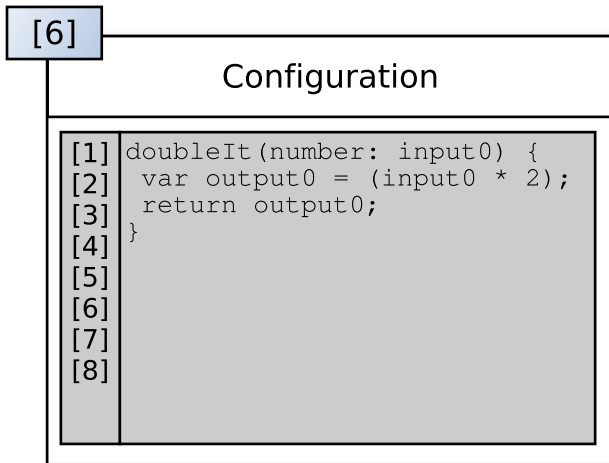 [6]
Configuration
[1] doubleIt(number: input0) {
[2]  var output0 = (input0 * 2);
[3]  return output0;
[4] }
[5]
[6]
[7]
[8]